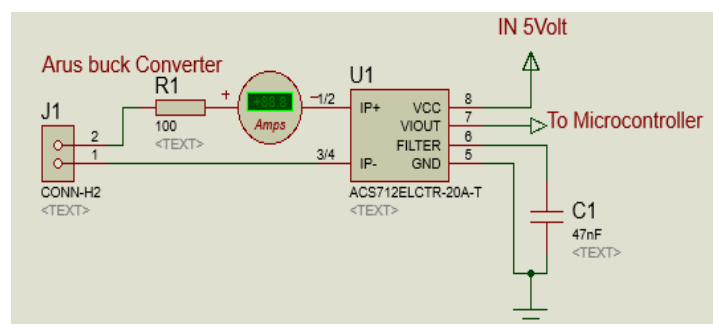 IN 5Volt
Arus buck Converter
R1
U1
+88.8
Amps
+
–
1/2
IP+
VCC
8
J1
100
<TEXT>
VIOUT
7
To Microcontroller
2
FILTER
6
1
3/4
IP-
GND
5
CONN-H2
<TEXT>
ACS712ELCTR-20A-T
<TEXT>
C1
47nF
<TEXT>